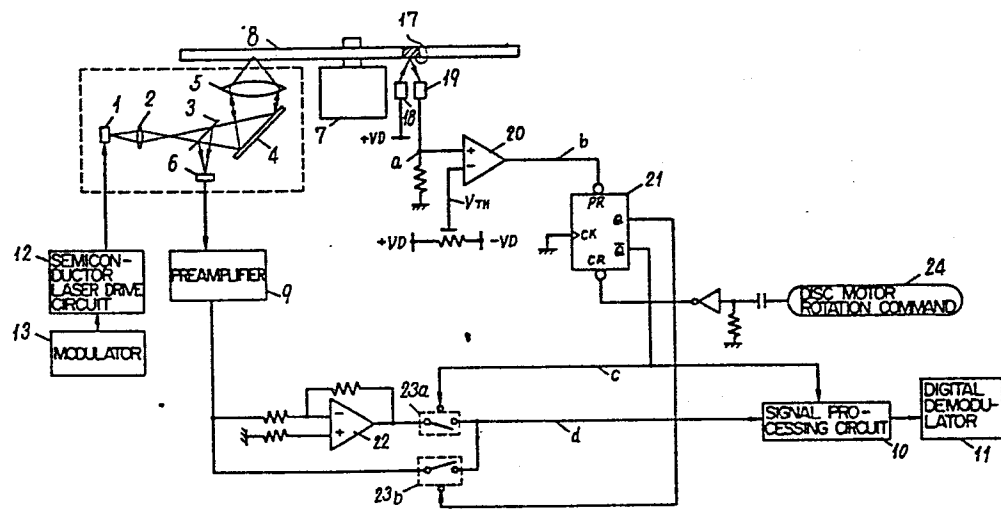 8
17
1
2
3
5
19
18
7
+VD
4
6
a
20
b
VTH
+VD
-VD
21
PR
Q
CK
Q̅
CR
12
SEMICON-
DUCTOR
LASER DRIVE
CIRCUIT
PREAMPLIFIER
9
24
DISC MOTOR
ROTATION COMMAND
13
MODULATOR
c
23a
22
d
23b
SIGNAL PRO-
CESSING CIRCUIT
10
DIGITAL
DEMODU-
LATOR
11